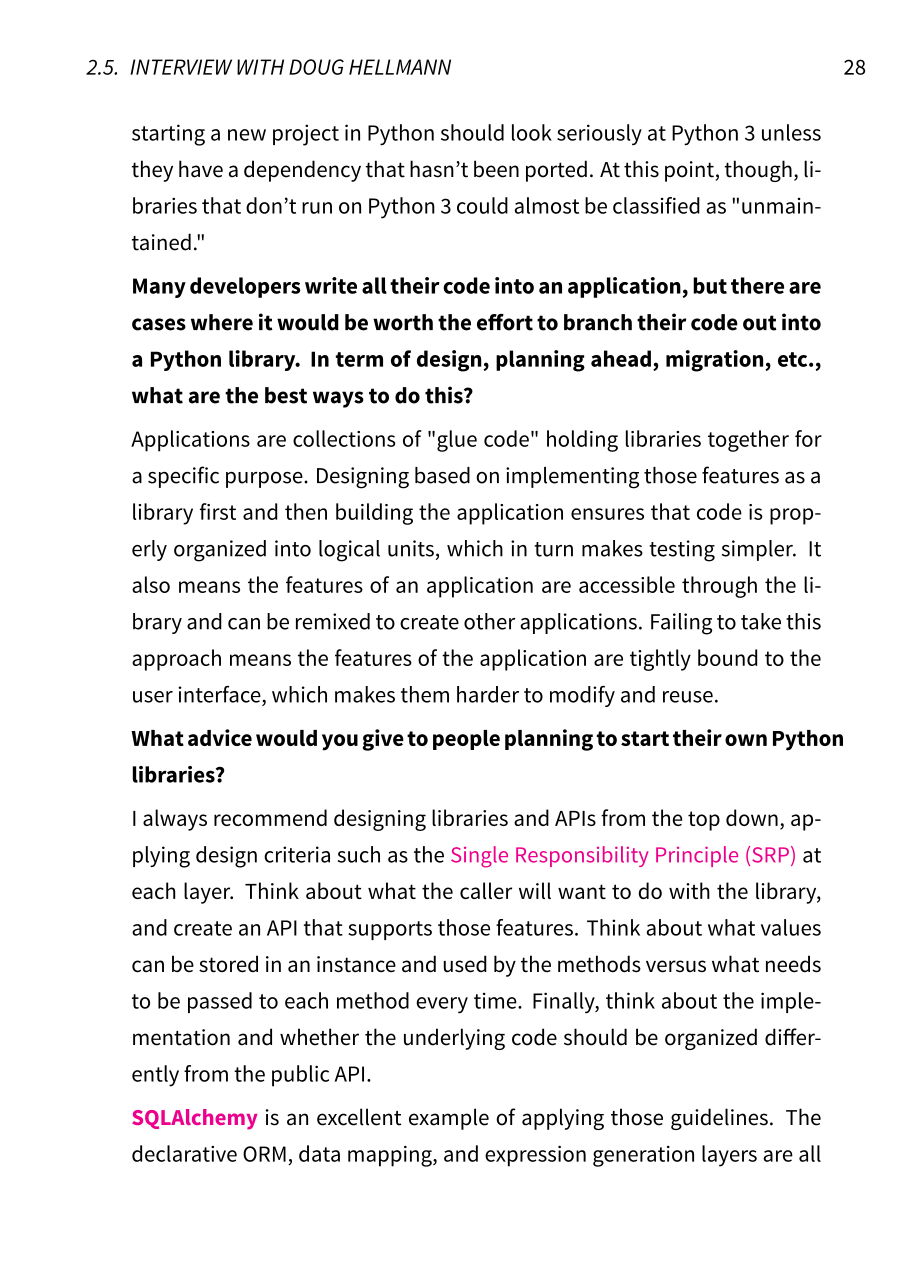 2.5. INTERVIEW WITH DOUG HELLMANN 28
starting a new project in Python should look seriously at Python 3 unless
they have a dependency that hasn’t been ported. At this point, though, li-
braries that don’t run on Python 3 could almost be classified as "unmain-
tained."
Many developers write all their code into an application, but there are
cases where it would be worth the effort to branch their code out into
a Python library. In term of design, planning ahead, migration, etc.,
what are the best ways to do this?
Applications are collections of "glue code" holding libraries together for
a specific purpose. Designing based on implementing those features as a
library first and then building the application ensures that code is prop-
erly organized into logical units, which in turn makes testing simpler. It
also means the features of an application are accessible through the li-
brary and can be remixed to create other applications. Failing to take this
approach means the features of the application are tightly bound to the
user interface, which makes them harder to modify and reuse.
What advice would you give to people planning to start their own Python
libraries?
I always recommend designing libraries and APIs from the top down, ap-
plying design criteria such as the Single Responsibility Principle (SRP) at
each layer. Think about what the caller will want to do with the library,
and create an API that supports those features. Think about what values
can be stored in an instance and used by the methods versus what needs
to be passed to each method every time. Finally, think about the imple-
mentation and whether the underlying code should be organized differ-
ently from the public API.
SQLAlchemy is an excellent example of applying those guidelines. The
declarative ORM, data mapping, and expression generation layers are all